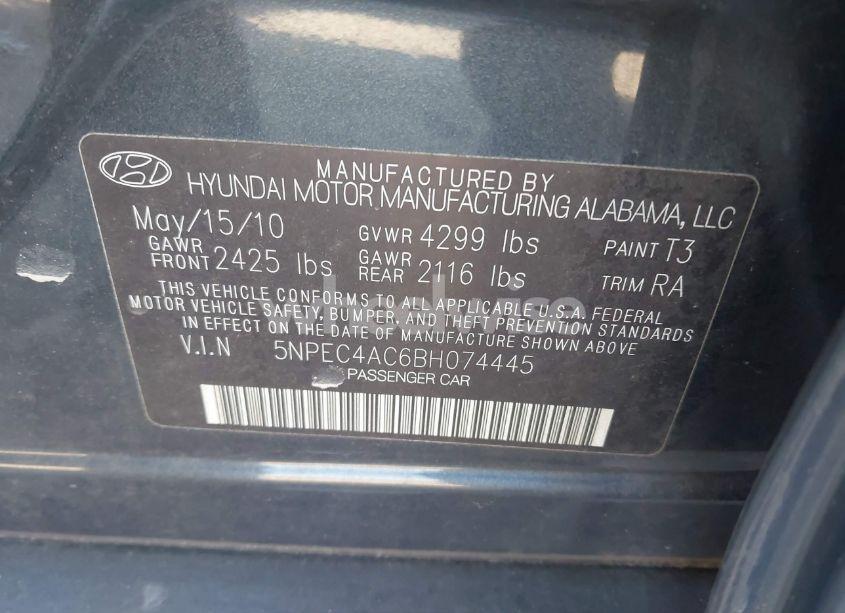 MANUFACTURED BY
HYUNDAI MOTOR MANUFACTURING ALABAMA, LLC
May/15/10 GVWR 4299 lbs PAINT T3
GAWR FRONT 2425 lbs GAWR REAR 2116 lbs TRIM RA
THIS VEHICLE CONFORMS TO ALL APPLICABLE U.S.A. FEDERAL
MOTOR VEHICLE SAFETY, BUMPER, AND THEFT PREVENTION STANDARDS
IN EFFECT ON THE DATE OF MANUFACTURE SHOWN ABOVE
V.I.N 5NPEC4AC6BH074445
PASSENGER CAR